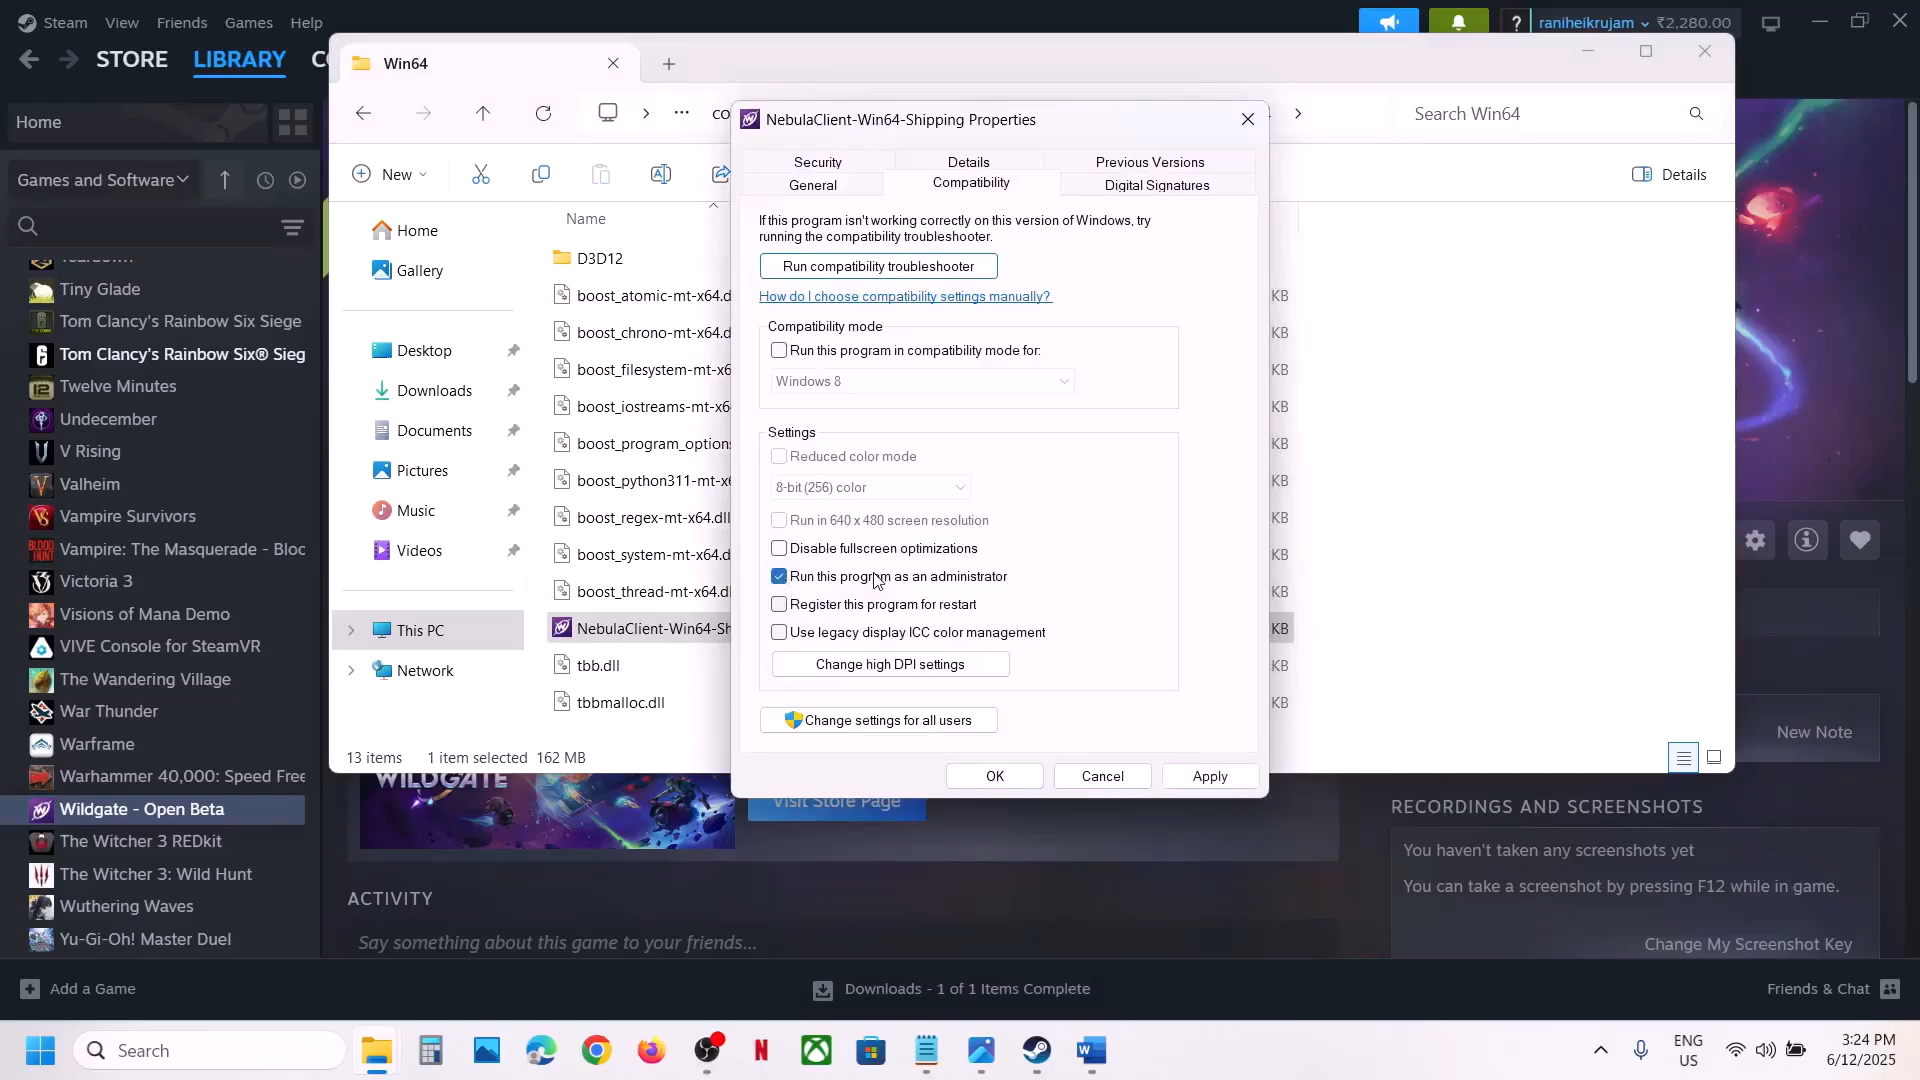 Steam View Friends Games Help
raniheikrujam ₹2,280.00
STORE LIBRARY
Home
Games and Software
Tiny Glade
Tom Clancy's Rainbow Six Siege
Tom Clancy's Rainbow Six® Sieg
Twelve Minutes
Undecember
V Rising
Valheim
Vampire Survivors
Vampire: The Masquerade - Bloo
Victoria 3
Visions of Mana Demo
VIVE Console for SteamVR
The Wandering Village
War Thunder
Warframe
Warhammer 40,000: Speed Free
Wildgate - Open Beta
The Witcher 3 REDkit
The Witcher 3: Wild Hunt
Wuthering Waves
Yu-Gi-Oh! Master Duel
Add a Game
Win64
Search Win64
New
Details
Home
Gallery
Desktop
Downloads
Documents
Pictures
Music
Videos
This PC
Network
Name
D3D12
boost_atomic-mt-x64.d
boost_chrono-mt-x64.d
boost_filesystem-mt-x6
boost_iostreams-mt-x6
boost_program_option
boost_python311-mt-x
boost_regex-mt-x64.dll
boost_system-mt-x64.d
boost_thread-mt-x64.d
NebulaClient-Win64-Sh
tbb.dll
tbbmalloc.dll
KB
KB
KB
KB
KB
KB
KB
KB
KB
KB
KB
KB
13 items 1 item selected 162 MB
NebulaClient-Win64-Shipping Properties
Security Details Previous Versions
General Compatibility Digital Signatures
If this program isn't working correctly on this version of Windows, try
running the compatibility troubleshooter.
Run compatibility troubleshooter
How do I choose compatibility settings manually?
Compatibility mode
Run this program in compatibility mode for:
Windows 8
Settings
Reduced color mode
8-bit (256) color
Run in 640 x 480 screen resolution
Disable fullscreen optimizations
Run this program as an administrator
Register this program for restart
Use legacy display ICC color management
Change high DPI settings
Change settings for all users
OK Cancel Apply
New Note
WILDGATE
Visit Store Page
ACTIVITY
Say something about this game to your friends...
RECORDINGS AND SCREENSHOTS
You haven't taken any screenshots yet
You can take a screenshot by pressing F12 while in game.
Change My Screenshot Key
Downloads - 1 of 1 Items Complete
Friends & Chat
Search
ENG
US
3:24 PM
6/12/2025